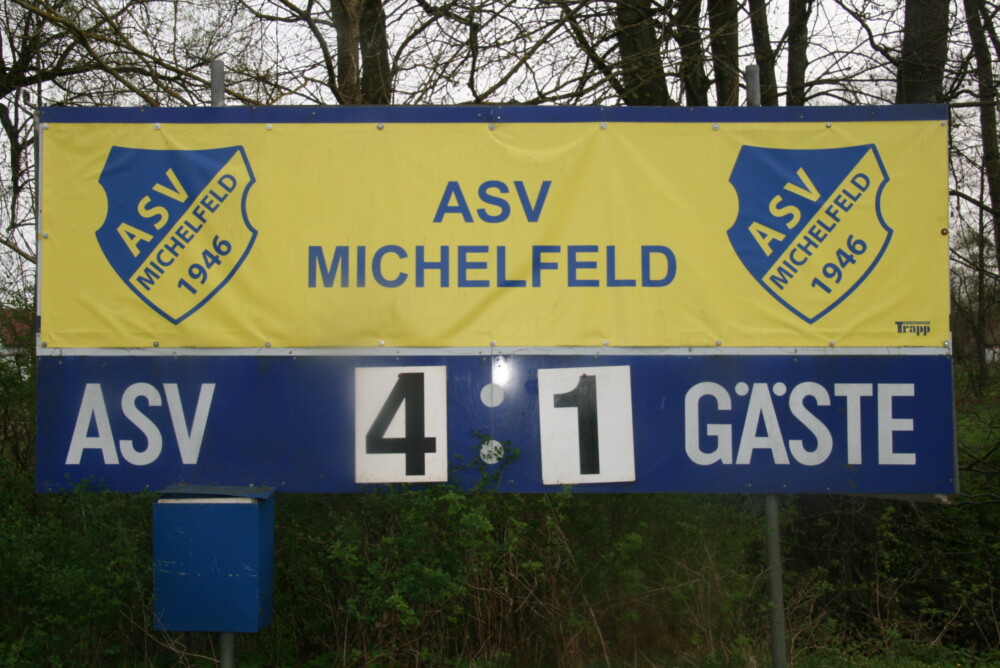 ASV
MICHELFELD
1946
ASV
MICHELFELD
ASV
MICHELFELD
1946
Trapp
ASV 4 : 1 GÄSTE